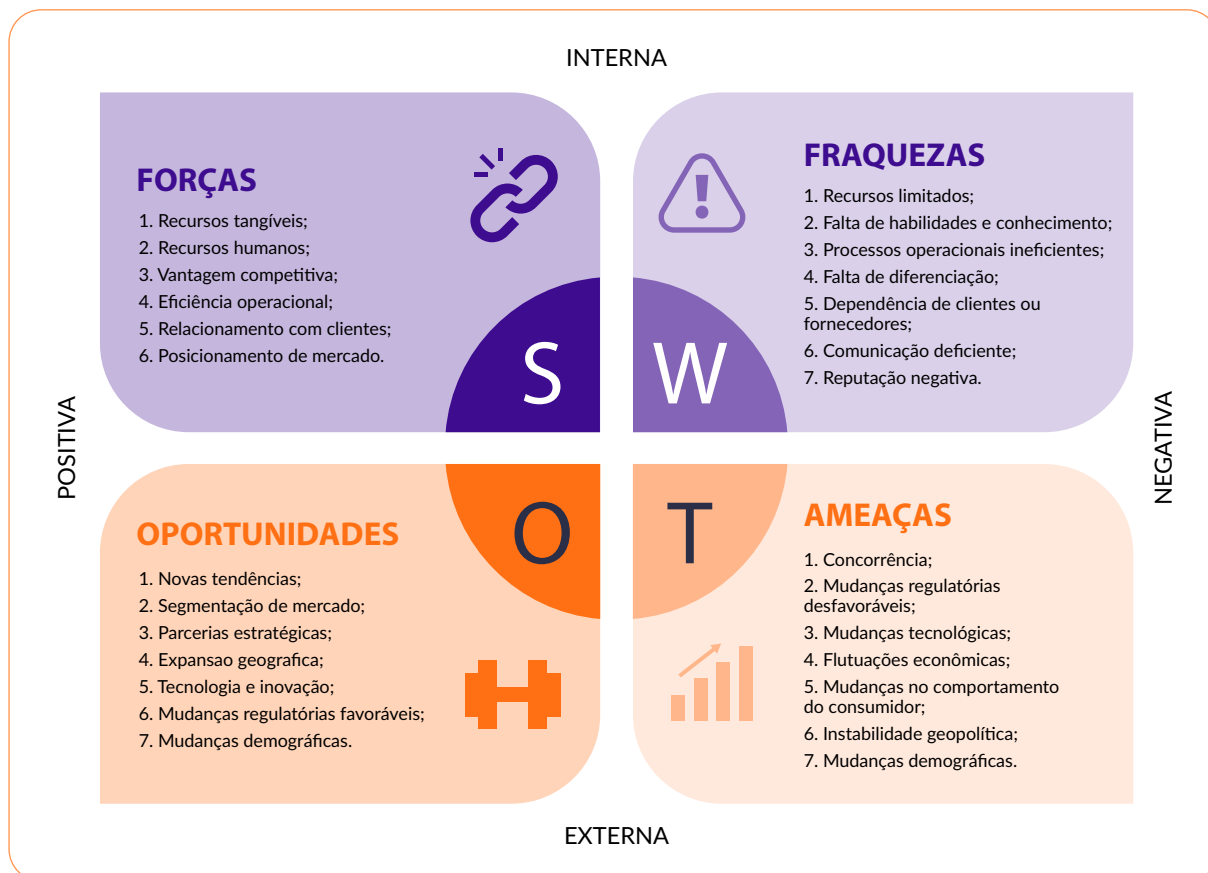 INTERNA
FORÇAS
1. Recursos tangíveis;
2. Recursos humanos;
3. Vantagem competitiva;
4. Eficiência operacional;
5. Relacionamento com clientes;
6. Posicionamento de mercado.
S
FRAQUEZAS
1. Recursos limitados;
2. Falta de habilidades e conhecimento;
3. Processos operacionais ineficientes;
4. Falta de diferenciação;
5. Dependência de clientes ou
fornecedores;
6. Comunicação deficiente;
7. Reputação negativa.
W
POSITIVA
NEGATIVA
OPORTUNIDADES
1. Novas tendências;
2. Segmentação de mercado;
3. Parcerias estratégicas;
4. Expansao geografica;
5. Tecnologia e inovação;
6. Mudanças regulatórias favoráveis;
7. Mudanças demográficas.
O
AMEAÇAS
1. Concorrência;
2. Mudanças regulatórias
desfavoráveis;
3. Mudanças tecnológicas;
4. Flutuações econômicas;
5. Mudanças no comportamento
do consumidor;
6. Instabilidade geopolítica;
7. Mudanças demográficas.
T
EXTERNA